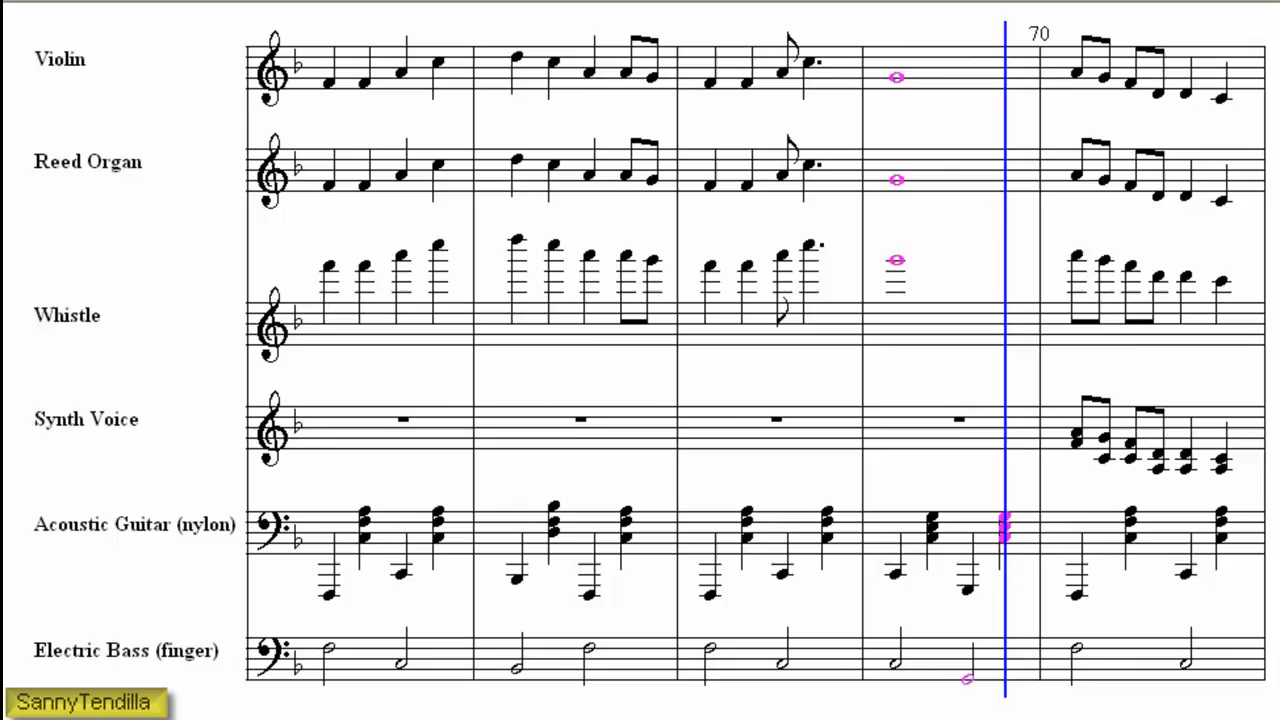 70
Violin
Reed Organ
Whistle
Synth Voice
Acoustic Guitar (nylon)
Electric Bass (finger)
SannyTendilla